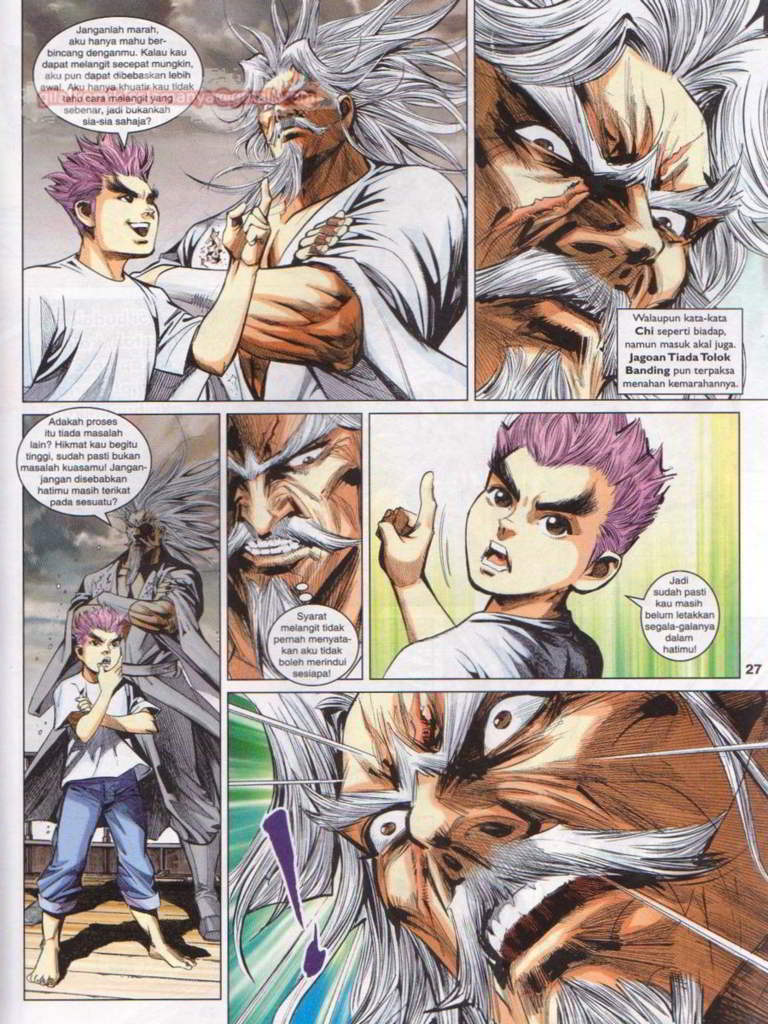 Janganlah marah,
aku hanya mahu ber-
bincang denganmu. Kalau kau
dapat melangit secepat mungkin,
aku pun dapat dibebaskan lebih
awal. Aku hanya khuatir kau tidak
tahu cara melangit yang
sebenar, jadi bukankah
sia-sia sahaja?
Walaupun kata-kata
Chi seperti biadap,
namun masuk akal juga.
Jagoan Tiada Tolok
Banding pun terpaksa
menahan kemarahannya.
Adakah proses
itu tiada masalah
lain? Hikmat kau begitu
tinggi, sudah pasti bukan
masalah kuasamu! Jangan-
jangan disebabkan
hatimu masih terikat
pada sesuatu?
Syarat
melangit tidak
pernah menyata-
kan aku tidak
boleh merindui
sesiapa!
Jadi
sudah pasti
kau masih
belum letakkan
segala-galanya
dalam
hatimu!
27
!